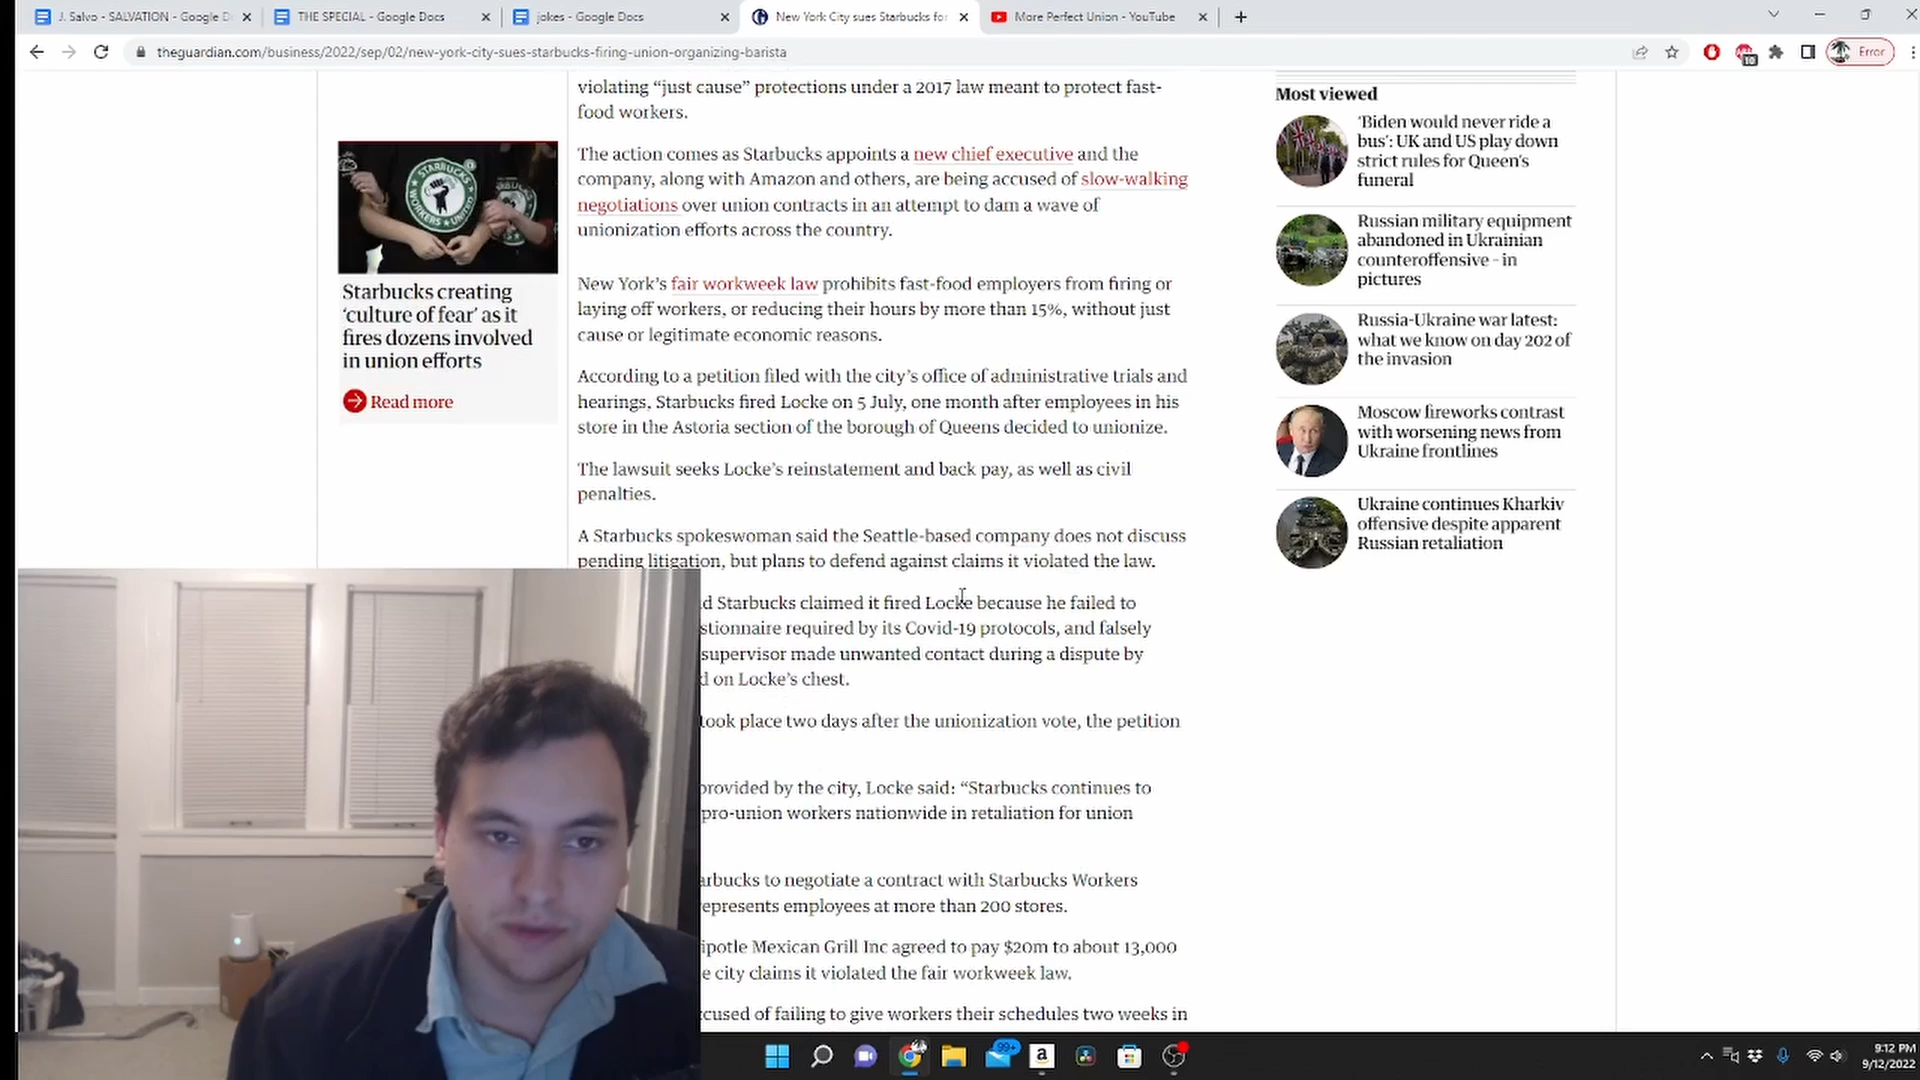 J. Salvo - SALVATION - Google D
THE SPECIAL - Google Docs
jokes - Google Docs
New York City sues Starbucks for
More Perfect Union - YouTube
theguardian.com/business/2022/sep/02/new-york-city-sues-starbucks-firing-union-organizing-barista
10
Error
violating “just cause” protections under a 2017 law meant to protect fast-
food workers.
The action comes as Starbucks appoints a new chief executive and the
company, along with Amazon and others, are being accused of slow-walking
negotiations over union contracts in an attempt to dam a wave of
unionization efforts across the country.
New York’s fair workweek law prohibits fast-food employers from firing or
laying off workers, or reducing their hours by more than 15%, without just
cause or legitimate economic reasons.
According to a petition filed with the city’s office of administrative trials and
hearings, Starbucks fired Locke on 5 July, one month after employees in his
store in the Astoria section of the borough of Queens decided to unionize.
The lawsuit seeks Locke’s reinstatement and back pay, as well as civil
penalties.
A Starbucks spokeswoman said the Seattle-based company does not discuss
pending litigation, but plans to defend against claims it violated the law.
d Starbucks claimed it fired Locke because he failed to
stionnaire required by its Covid-19 protocols, and falsely
supervisor made unwanted contact during a dispute by
d on Locke’s chest.
took place two days after the unionization vote, the petition
provided by the city, Locke said: “Starbucks continues to
pro-union workers nationwide in retaliation for union
arbucks to negotiate a contract with Starbucks Workers
epresents employees at more than 200 stores.
ipotle Mexican Grill Inc agreed to pay $20m to about 13,000
e city claims it violated the fair workweek law.
cused of failing to give workers their schedules two weeks in
STARBUCKS
WORKERS UNITED
Starbucks creating
‘culture of fear’ as it
fires dozens involved
in union efforts
Read more
Most viewed
‘Biden would never ride a
bus’: UK and US play down
strict rules for Queen’s
funeral
Russian military equipment
abandoned in Ukrainian
counteroffensive – in
pictures
Russia-Ukraine war latest:
what we know on day 202 of
the invasion
Moscow fireworks contrast
with worsening news from
Ukraine frontlines
Ukraine continues Kharkiv
offensive despite apparent
Russian retaliation
99+
a
9:12 PM
9/12/2022